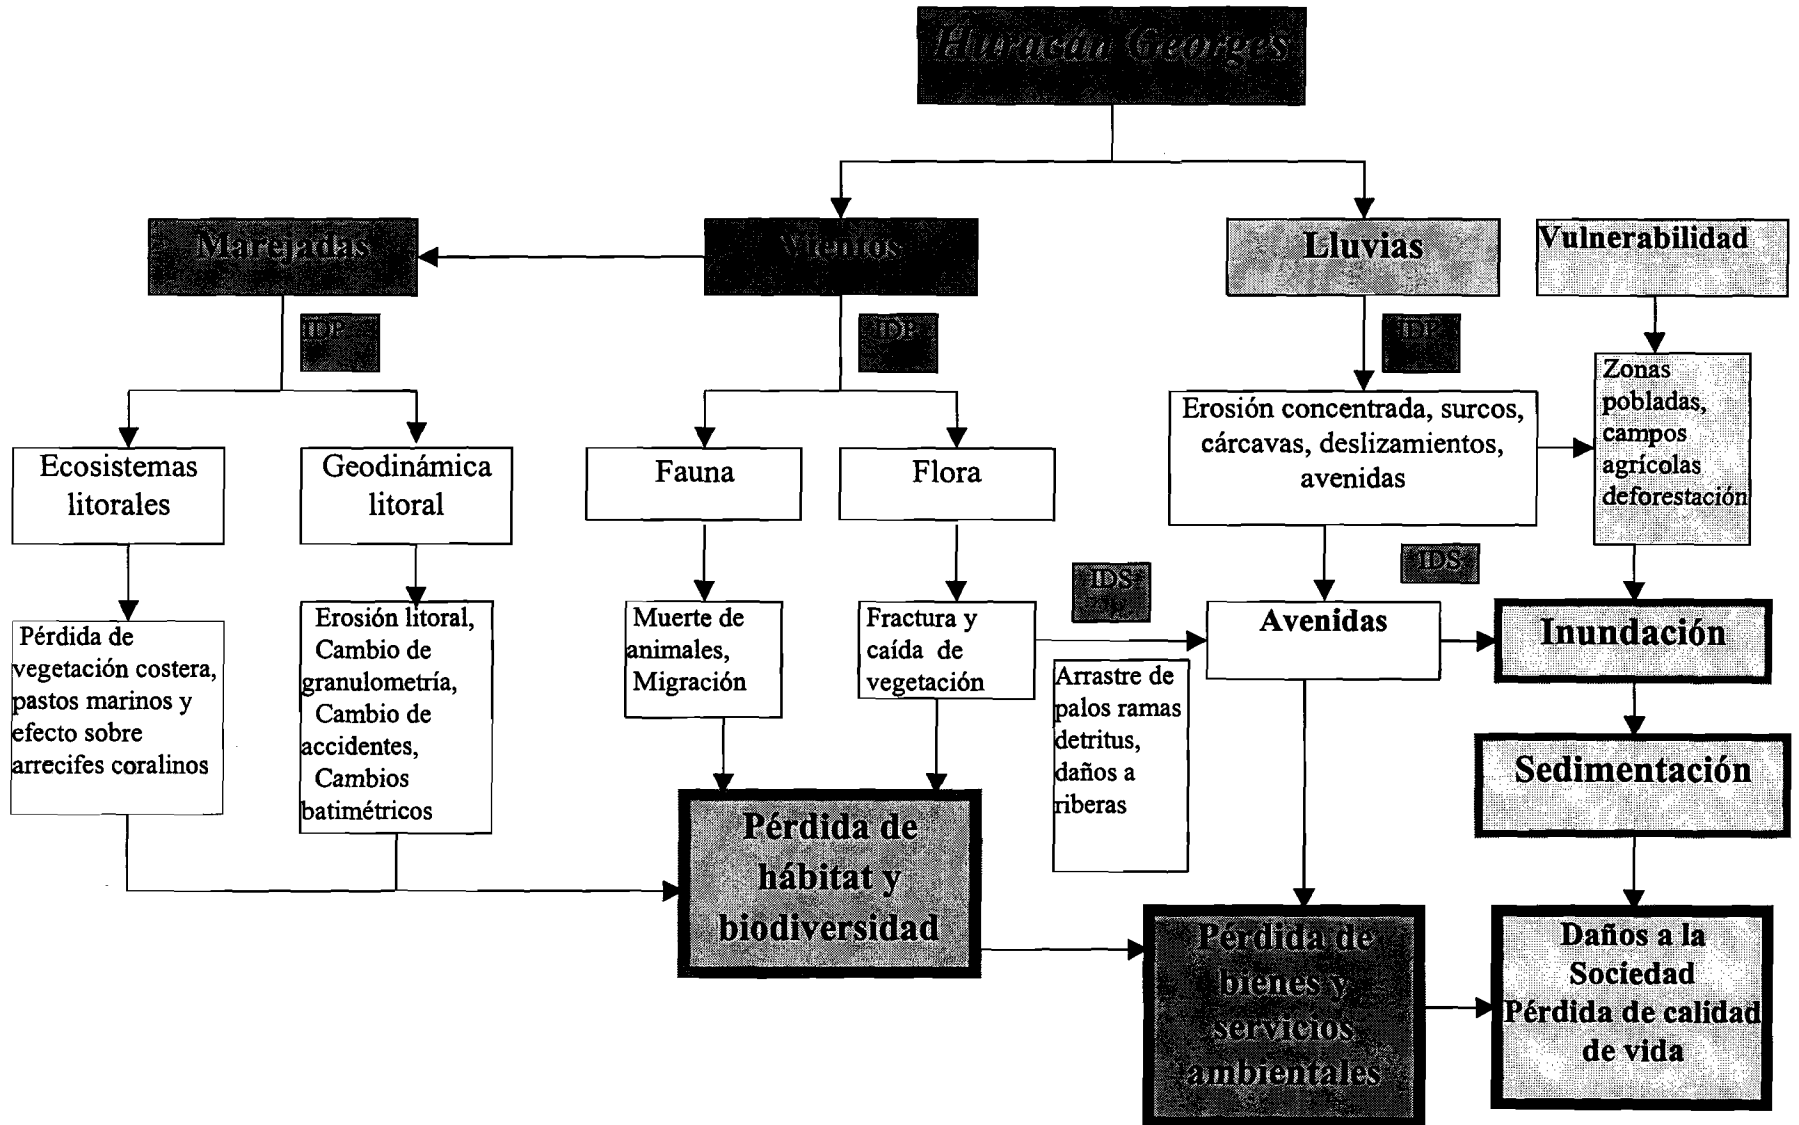 Huracán Georges
Marejadas
Vientos
Lluvias
Vulnerabilidad
IDP
IDP
IDP
Ecosistemas
litorales
Geodinámica
litoral
Fauna
Flora
Erosión concentrada, surcos,
cárcavas, deslizamientos,
avenidas
Zonas
pobladas,
campos
agrícolas
deforestación
Pérdida de
vegetación costera,
pastos marinos y
efecto sobre
arrecifes coralinos
Erosión litoral,
Cambio de
granulometría,
Cambio de
accidentes,
Cambios
batimétricos
Muerte de
animales,
Migración
Fractura y
caída de
vegetación
IDS
Arrastre de
palos ramas
detritus,
daños a
riberas
Avenidas
IDS
Inundación
Sedimentación
Pérdida de
hábitat y
biodiversidad
Pérdida de
bienes y
servicios
ambientales
Daños a la
Sociedad
Pérdida de calidad
de vida